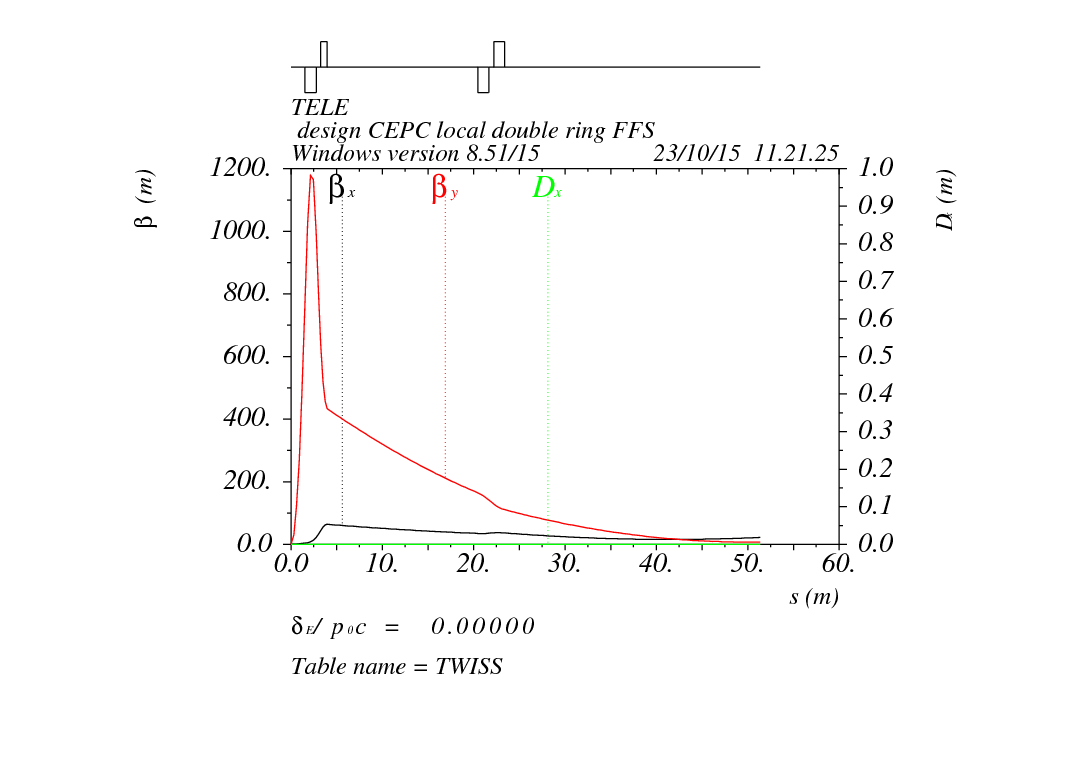 TELE
design CEPC local double ring FFS
Windows version 8.51/15 23/10/15 11.21.25
β (m)
1200.
1000.
800.
600.
400.
200.
0.0
βx βy Dx
1.0
0.9
0.8
0.7
0.6
0.5
0.4
0.3
0.2
0.1
0.0
Dx (m)
0.0 10. 20. 30. 40. 50. 60.
s (m)
δE/ p0c = 0.00000
Table name = TWISS